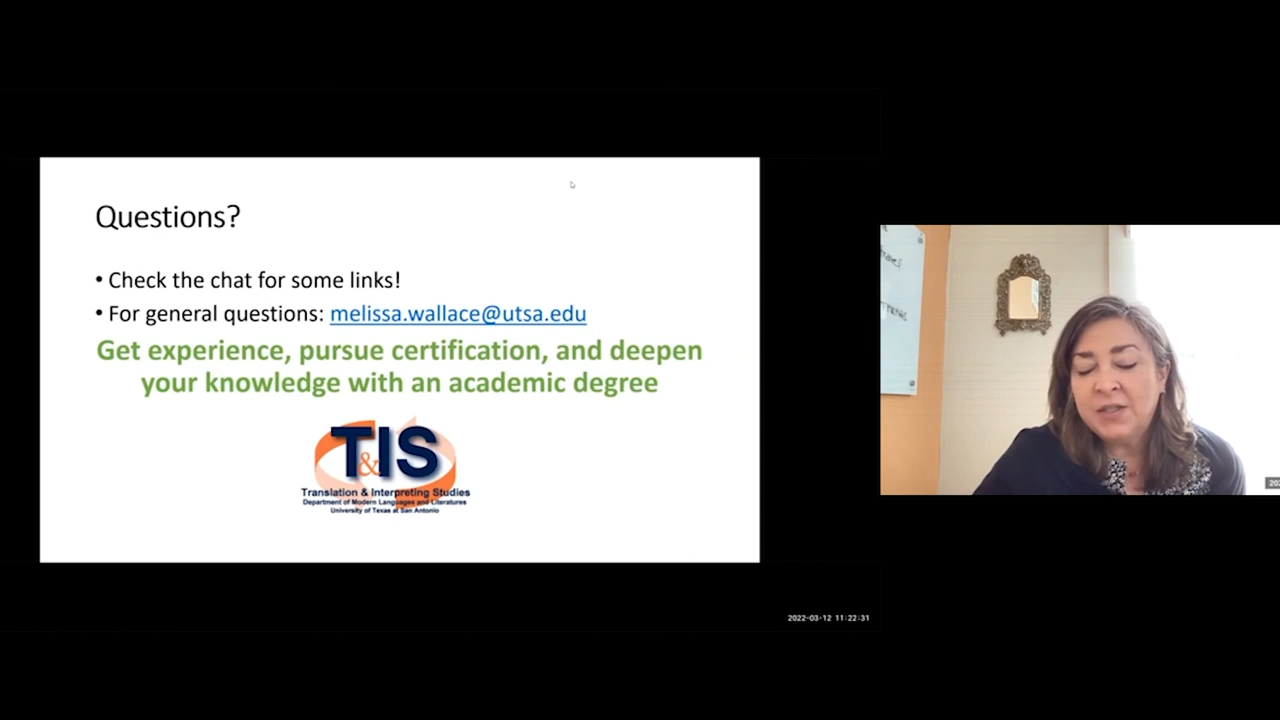 Questions?
• Check the chat for some links!
• For general questions: melissa.wallace@utsa.edu
Get experience, pursue certification, and deepen
your knowledge with an academic degree
T&IS
Translation & Interpreting Studies
Department of Modern Languages and Literatures
University of Texas at San Antonio
2022-03-12 11:22:31